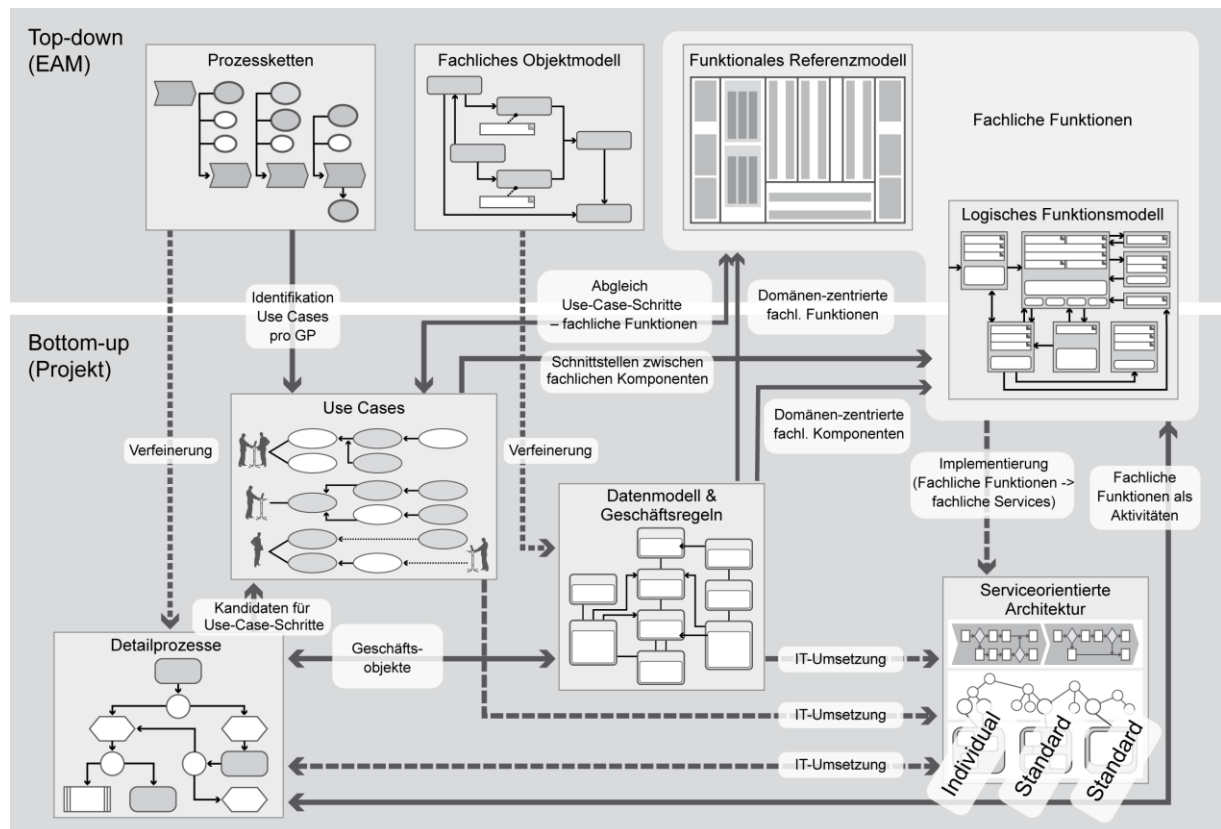 Top-down
(EAM)
Prozessketten
Fachliches Objektmodell
Funktionales Referenzmodell
Fachliche Funktionen
Logisches Funktionsmodell
Identifikation
Use Cases
pro GP
Abgleich
Use-Case-Schritte
– fachliche Funktionen
Domänen-zentrierte
fachl. Funktionen
Bottom-up
(Projekt)
Schnittstellen zwischen
fachlichen Komponenten
Use Cases
Domänen-zentrierte
fachl. Komponenten
Verfeinerung
Verfeinerung
Implementierung
(Fachliche Funktionen ->
fachliche Services)
Fachliche
Funktionen als
Aktivitäten
Datenmodell &
Geschäftsregeln
Kandidaten für
Use-Case-Schritte
Serviceorientierte
Architektur
Detailprozesse
Geschäfts-
objekte
IT-Umsetzung
IT-Umsetzung
IT-Umsetzung
Individual
Standard
Standard